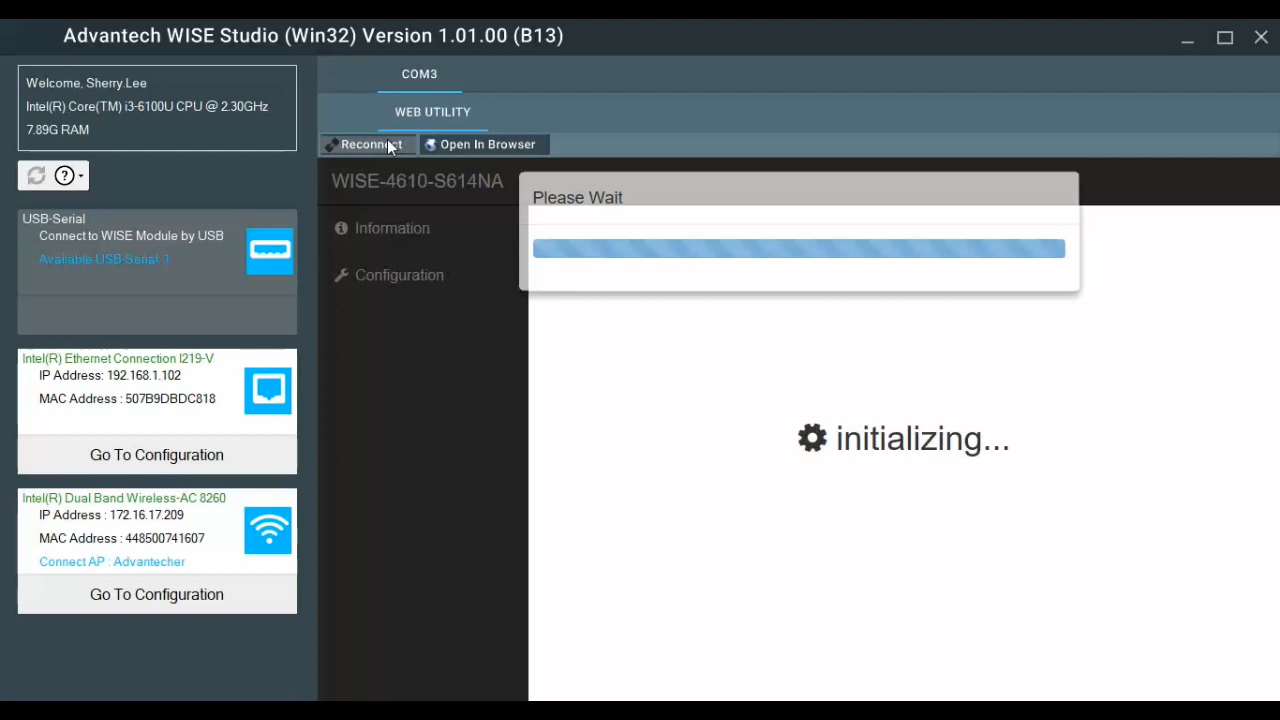 Advantech WISE Studio (Win32) Version 1.01.00 (B13)
Welcome, Sherry.Lee
Intel(R) Core(TM) i3-6100U CPU @ 2.30GHz
7.89G RAM
USB-Serial
Connect to WISE Module by USB
Available USB-Serial: 1
Intel(R) Ethernet Connection I219-V
IP Address: 192.168.1.102
MAC Address : 507B9DBDC818
Go To Configuration
Intel(R) Dual Band Wireless-AC 8260
IP Address : 172.16.17.209
MAC Address : 448500741607
Connect AP : Advantecher
Go To Configuration
COM3
WEB UTILITY
Reconnect
Open In Browser
WISE-4610-S614NA
Information
Configuration
Please Wait
initializing...